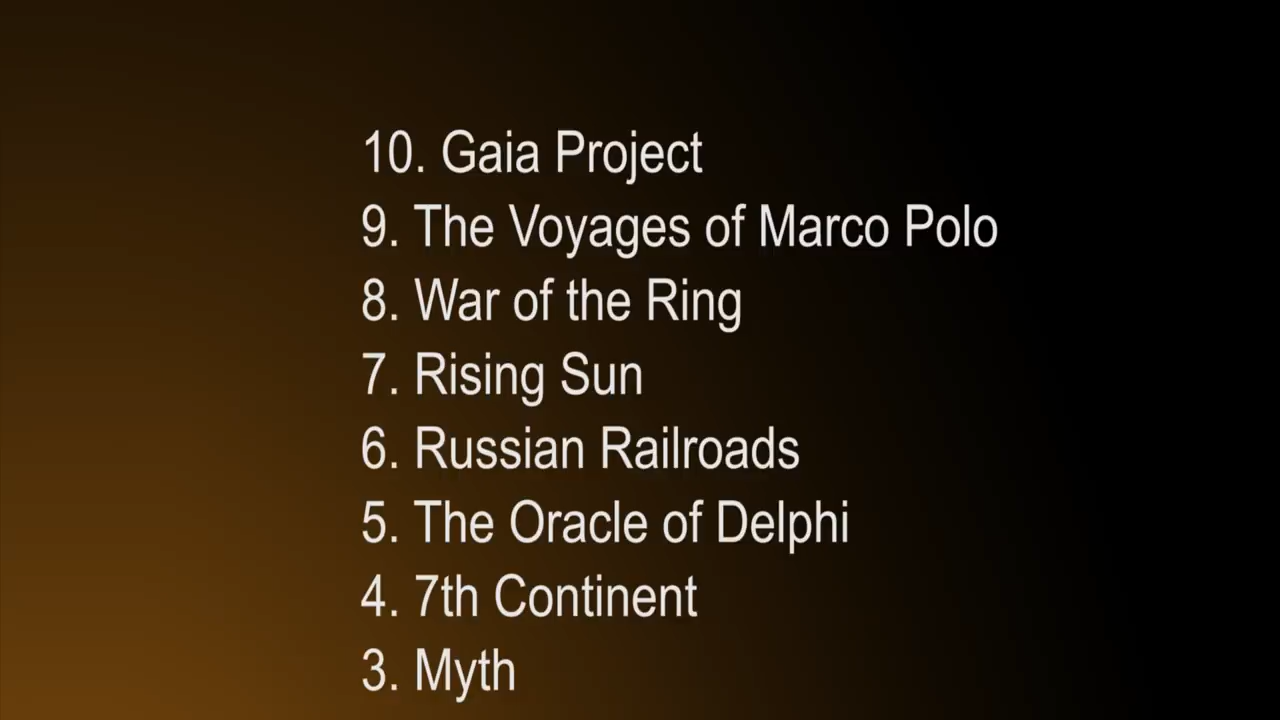 10. Gaia Project
9. The Voyages of Marco Polo
8. War of the Ring
7. Rising Sun
6. Russian Railroads
5. The Oracle of Delphi
4. 7th Continent
3. Myth